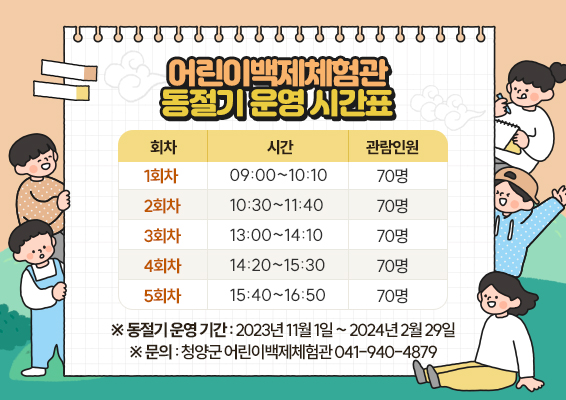 어린이백제체험관
동절기 운영 시간표
회차 시간 관람인원
1회차 09:00~10:10 70명
2회차 10:30~11:40 70명
3회차 13:00~14:10 70명
4회차 14:20~15:30 70명
5회차 15:40~16:50 70명
※ 동절기 운영 기간 : 2023년 11월 1일 ~ 2024년 2월 29일
※ 문의 : 청양군 어린이백제체험관 041-940-4879